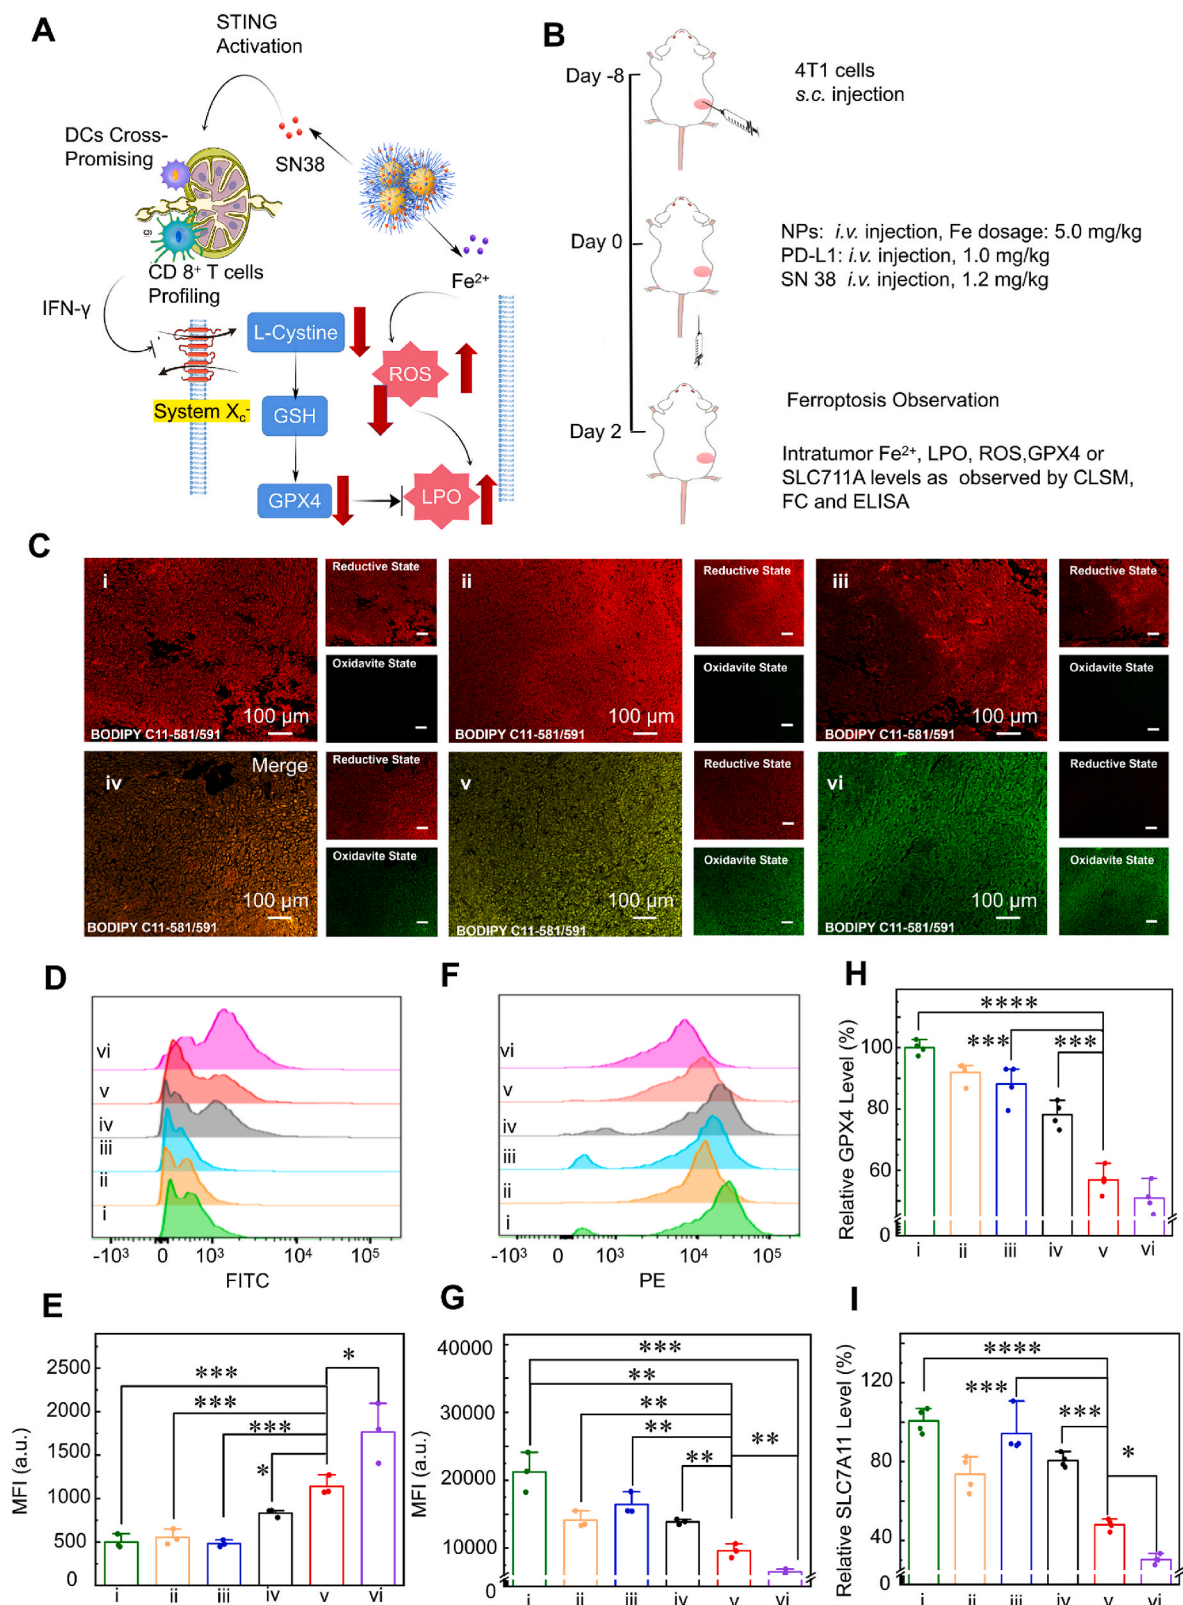 A
STING
Activation
DCs Cross-
Promising
SN38
CD 8⁺ T cells
Profiling
Fe²⁺
IFN-γ
L-Cystine
ROS
System Xc⁻
GSH
GPX4
LPO
B
Day -8
4T1 cells
s.c. injection
Day 0
NPs: i.v. injection, Fe dosage: 5.0 mg/kg
PD-L1: i.v. injection, 1.0 mg/kg
SN 38 i.v. injection, 1.2 mg/kg
Day 2
Ferroptosis Observation
Intratumor Fe²⁺, LPO, ROS,GPX4 or
SLC711A levels as observed by CLSM,
FC and ELISA
C
i
100 µm
BODIPY C11-581/591
Reductive State
Oxidavite State
ii
100 µm
BODIPY C11-581/591
Reductive State
Oxidavite State
iii
100 µm
BODIPY C11-581/591
Reductive State
Oxidavite State
iv
Merge
100 µm
BODIPY C11-581/591
Reductive State
Oxidavite State
v
100 µm
BODIPY C11-581/591
Reductive State
Oxidavite State
vi
100 µm
BODIPY C11-581/591
Reductive State
Oxidavite State
D
vi
v
iv
iii
ii
i
-10³ 0 10³ 10⁴ 10⁵
FITC
F
vi
v
iv
iii
ii
i
-10³ 0 10³ 10⁴ 10⁵
PE
H
Relative GPX4 Level (%)
100
80
60
0
****
*** ***
i ii iii iv v vi
E
MFI (a.u.)
2500
2000
1500
1000
500
0
*
***
***
***
*
i ii iii iv v vi
G
MFI (a.u.)
40000
30000
20000
10000
0
***
**
**
**
**
**
i ii iii iv v vi
I
Relative SLC7A11 Level (%)
120
80
40
0
****
***
***
*
i ii iii iv v vi